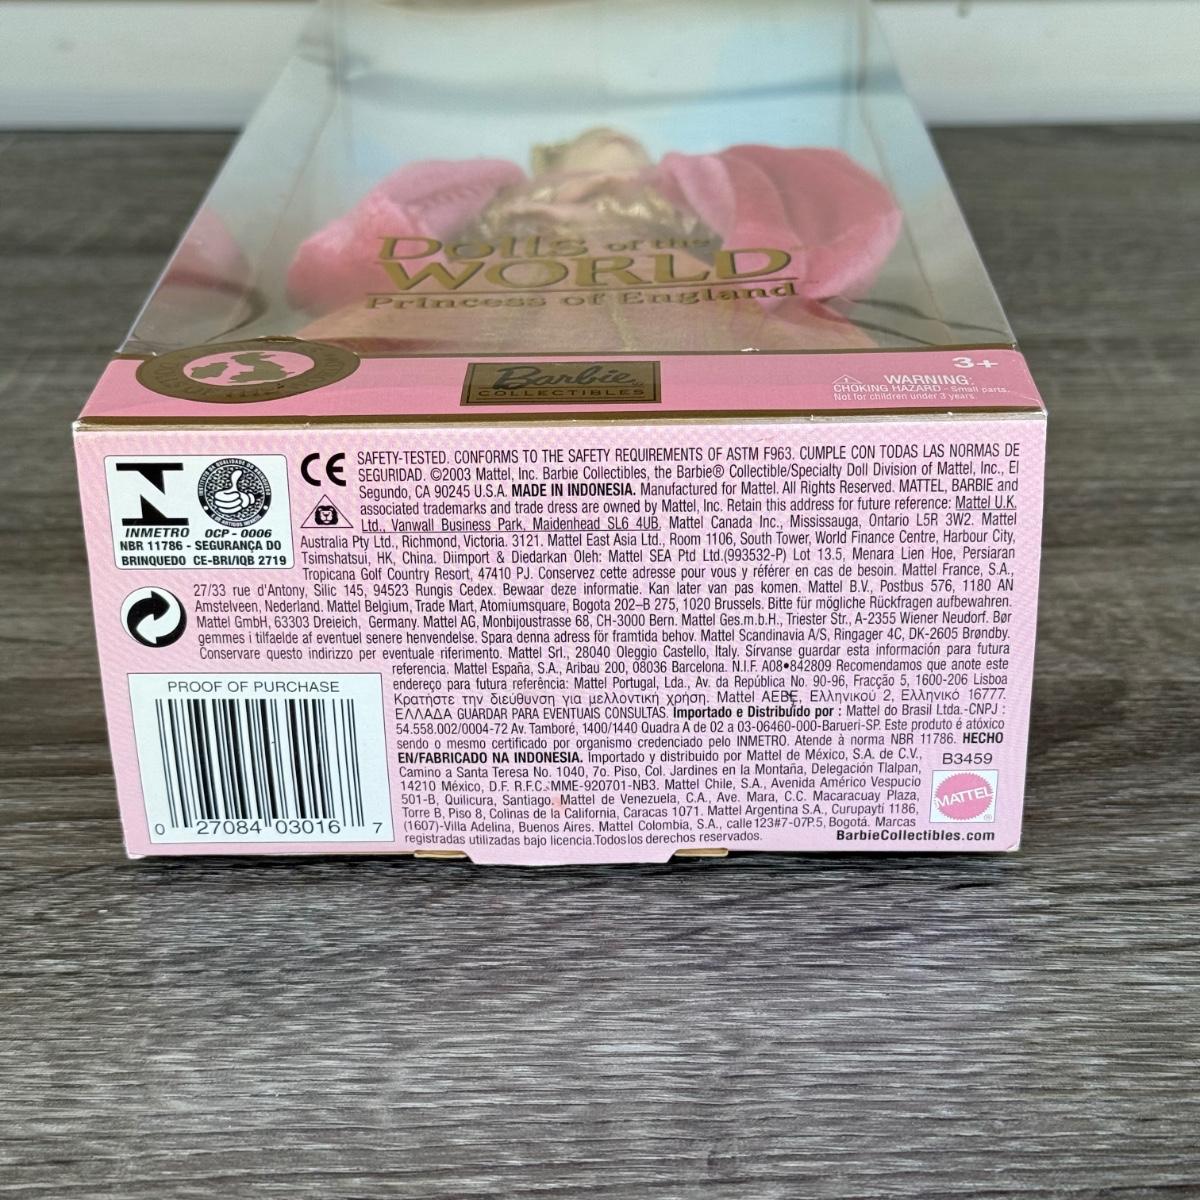 Dolls of the
WORLD™
Princess of England
Barbie
COLLECTIBLES
3+
WARNING:
CHOKING HAZARD - Small parts.
Not for children under 3 years.
INMETRO OCP - 0006
NBR 11786 - SEGURANÇA DO
BRINQUEDO CE-BRI/IQB 2719
CE
SAFETY-TESTED. CONFORMS TO THE SAFETY REQUIREMENTS OF ASTM F963. CUMPLE CON TODAS LAS NORMAS DE
SEGURIDAD. ©2003 Mattel, Inc. Barbie Collectibles, the Barbie® Collectible/Specialty Doll Division of Mattel, Inc., El
Segundo, CA 90245 U.S.A. MADE IN INDONESIA. Manufactured for Mattel. All Rights Reserved. MATTEL, BARBIE and
associated trademarks and trade dress are owned by Mattel, Inc. Retain this address for future reference: Mattel U.K.
Ltd., Vanwall Business Park, Maidenhead SL6 4UB, Mattel Canada Inc., Mississauga, Ontario L5R 3W2. Mattel
Australia Pty Ltd., Richmond, Victoria. 3121. Mattel East Asia Ltd., Room 1106, South Tower, World Finance Centre, Harbour City,
Tsimshatsui, HK, China. Diimport & Diedarkan Oleh: Mattel SEA Ptd Ltd.(993532-P) Lot 13.5, Menara Lien Hoe, Persiaran
Tropicana Golf Country Resort, 47410 PJ. Conservez cette adresse pour vous y référer en cas de besoin. Mattel France, S.A.,
27/33 rue d'Antony, Silic 145, 94523 Rungis Cedex. Bewaar deze informatie. Kan later van pas komen. Mattel B.V., Postbus 576, 1180 AN
Amstelveen, Nederland. Mattel Belgium, Trade Mart, Atomiumsquare, Bogota 202-B 275, 1020 Brussels. Bitte für mögliche Rückfragen aufbewahren.
Mattel GmbH, 63303 Dreieich, Germany. Mattel AG, Monbijoustrasse 68, CH-3000 Bern. Mattel Ges.m.b.H., Triester Str., A-2355 Wiener Neudorf. Bør
gemmes i tilfaelde af eventuel senere henvendelse. Spara denna adress för framtida behov. Mattel Scandinavia A/S, Ringager 4C, DK-2605 Brøndby.
Conservare questo indirizzo per eventuale riferimento. Mattel Srl., 28040 Oleggio Castello, Italy. Sírvanse guardar esta información para futura
referencia. Mattel España, S.A., Aribau 200, 08036 Barcelona. N.I.F. A08•842809 Recomendamos que anote este
endereço para futura referência: Mattel Portugal, Lda., Av. da República No. 90-96, Fracção 5, 1600-206 Lisboa
Κρατήστε την διεύθυνση για μελλοντική χρήση. Mattel AEBE, Ελληνικού 2, Ελληνικό 16777.
ΕΛΛΑΔΑ GUARDAR PARA EVENTUAIS CONSULTAS. Importado e Distribuído por : Mattel do Brasil Ltda.-CNPJ :
54.558.002/0004-72 Av. Tamboré, 1400/1440 Quadra A de 02 a 03-06460-000-Barueri-SP. Este produto é atóxico
sendo o mesmo certificado por organismo credenciado pelo INMETRO. Atende à norma NBR 11786. HECHO
EN/FABRICADO NA INDONESIA. Importado y distribuido por Mattel de México, S.A. de C.V.,
Camino a Santa Teresa No. 1040, 7o. Piso, Col. Jardines en la Montaña, Delegación Tlalpan,
14210 México, D.F. R.F.C. MME-920701-NB3. Mattel Chile, S.A., Avenida Américo Vespucio
501-B, Quilicura, Santiago. Mattel de Venezuela, C.A., Ave. Mara, C.C. Macaracuay Plaza,
Torre B, Piso 8, Colinas de la California, Caracas 1071. Mattel Argentina S.A., Curupaytí 1186,
(1607)-Villa Adelina, Buenos Aires. Mattel Colombia, S.A., calle 123#7-07P.5, Bogotá. Marcas
registradas utilizadas bajo licencia.Todos los derechos reservados.
PROOF OF PURCHASE
0 27084 03016 7
B3459
MATTEL
®
BarbieCollectibles.com